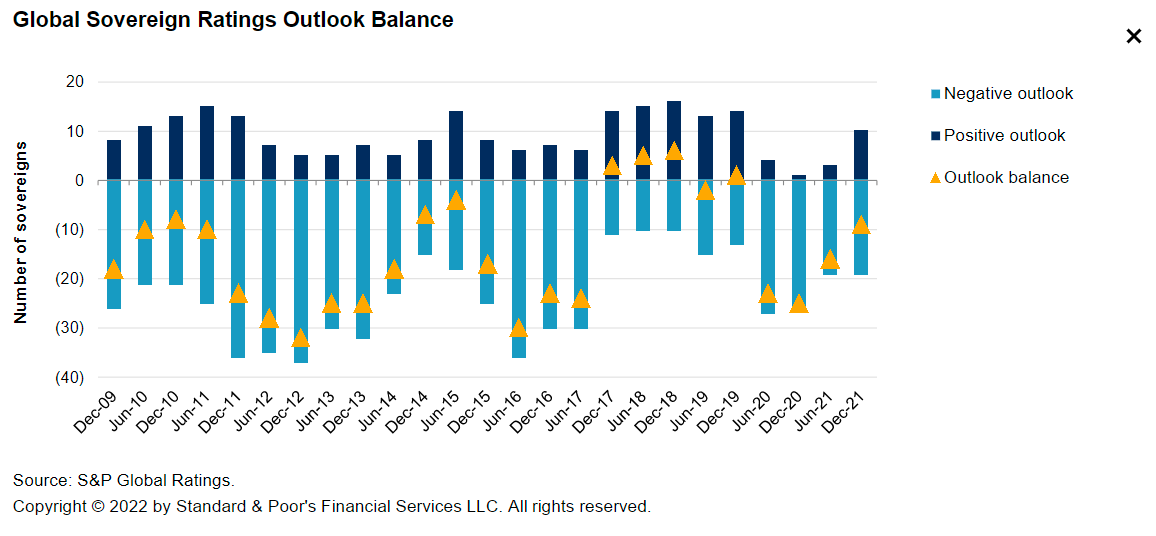 Global Sovereign Ratings Outlook Balance
×
Number of sovereigns
20
10
0
(10)
(20)
(30)
(40)
Dec-09
Jun-10
Dec-10
Jun-11
Dec-11
Jun-12
Dec-12
Jun-13
Dec-13
Jun-14
Dec-14
Jun-15
Dec-15
Jun-16
Dec-16
Jun-17
Dec-17
Jun-18
Dec-18
Jun-19
Dec-19
Jun-20
Dec-20
Jun-21
Dec-21
Negative outlook
Positive outlook
Outlook balance
Source: S&P Global Ratings.
Copyright © 2022 by Standard & Poor's Financial Services LLC. All rights reserved.